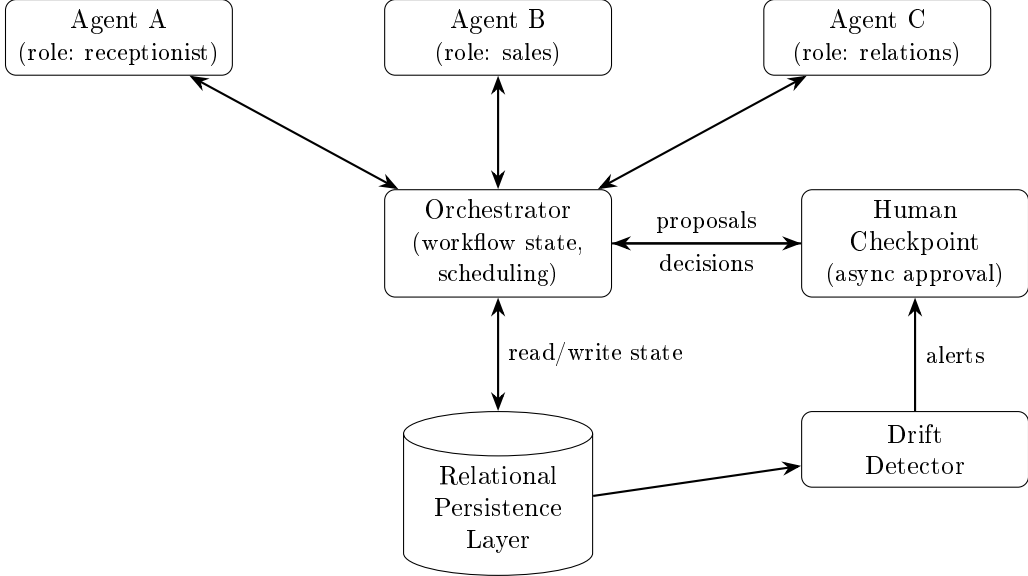 Agent A
(role: receptionist)
Agent B
(role: sales)
Agent C
(role: relations)
Orchestrator
(workflow state,
scheduling)
proposals
decisions
Human
Checkpoint
(async approval)
read/write state
alerts
Relational
Persistence
Layer
Drift
Detector